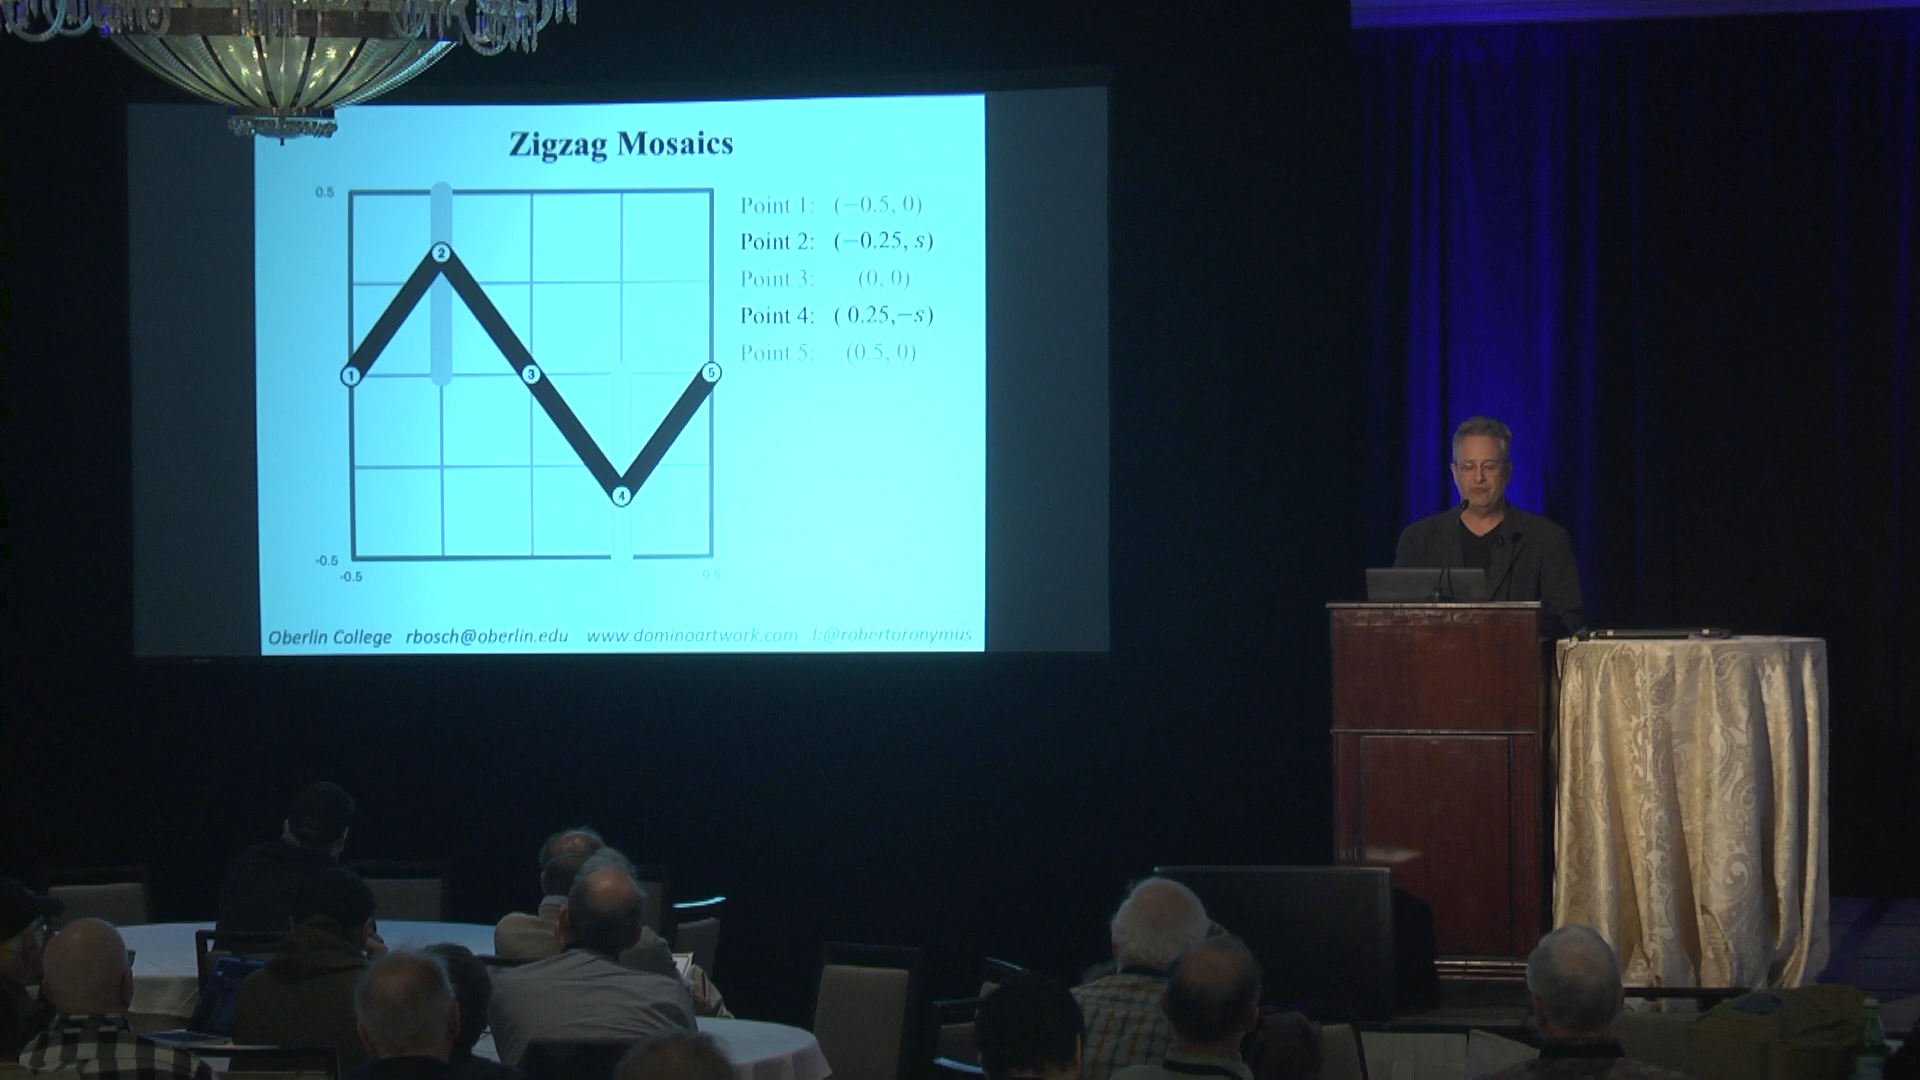 Zigzag Mosaics
0.5
Point 1: (−0.5, 0)
Point 2: (−0.25, s)
Point 3: (0, 0)
Point 4: ( 0.25,−s)
Point 5: (0.5, 0)
2
1
3
5
4
-0.5
-0.5
0.5
Oberlin College rbosch@oberlin.edu www.dominoartwork.com I:@robertoronymus